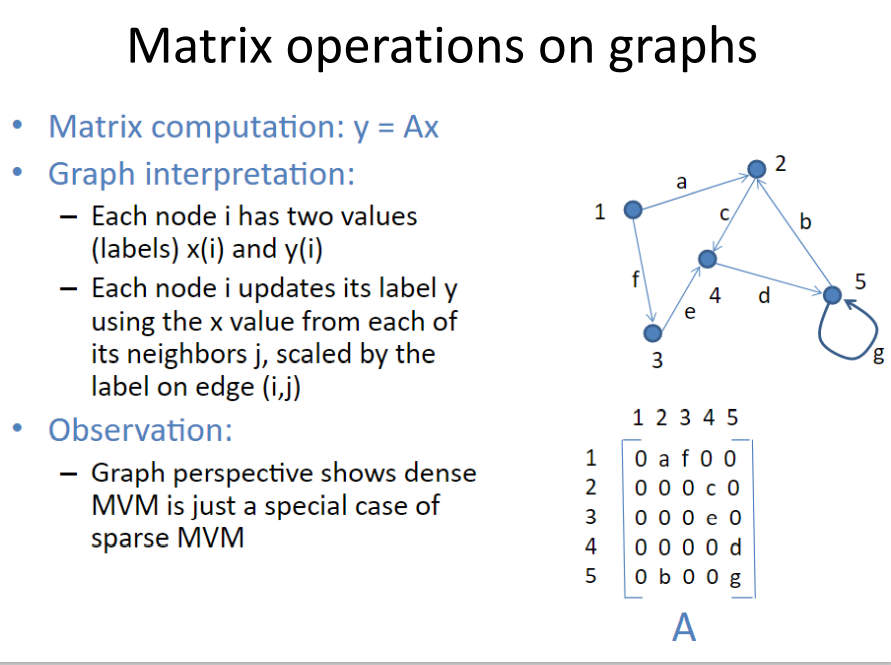 Matrix operations on graphs
• Matrix computation: y = Ax
• Graph interpretation:
– Each node i has two values
(labels) x(i) and y(i)
– Each node i updates its label y
using the x value from each of
its neighbors j, scaled by the
label on edge (i,j)
• Observation:
– Graph perspective shows dense
MVM is just a special case of
sparse MVM
2
a
1
c
b
f
5
4
d
e
g
3
1 2 3 4 5
1 0 a f 0 0
2 0 0 0 c 0
3 0 0 0 e 0
4 0 0 0 0 d
5 0 b 0 0 g
A